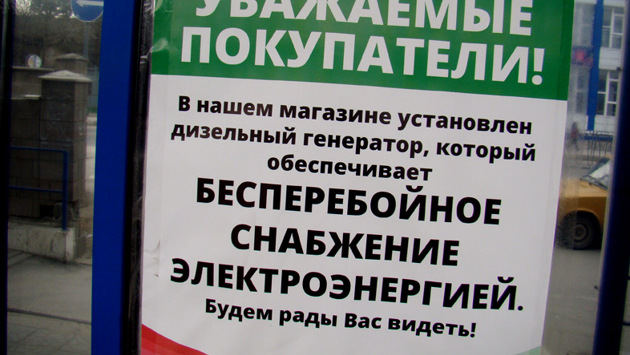 УВАЖАЕМЫЕ
ПОКУПАТЕЛИ!
В нашем магазине установлен
дизельный генератор, который
обеспечивает
БЕСПЕРЕБОЙНОЕ
СНАБЖЕНИЕ
ЭЛЕКТРОЭНЕРГИЕЙ.
Будем рады Вас видеть!